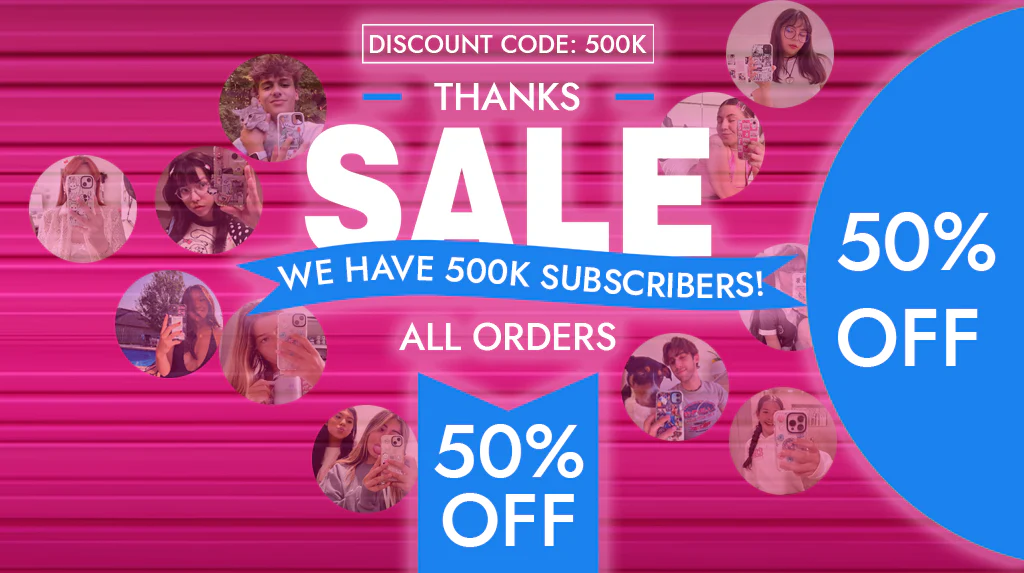 DISCOUNT CODE: 500K
THANKS
SALE
WE HAVE 500K SUBSCRIBERS!
ALL ORDERS
50%
OFF
50%
OFF